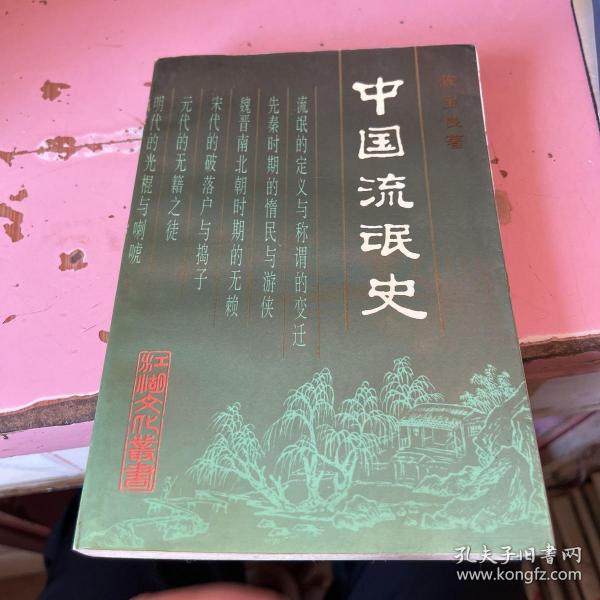 陈宝良著
中国流氓史
流氓的定义与称谓的变迁
先秦时期的惰民与游侠
魏晋南北朝时期的无赖
宋代的破落户与捣子
元代的无籍之徒
明代的光棍与喇唬
江湖文化叢書
孔夫子旧书网
www.kongfz.com